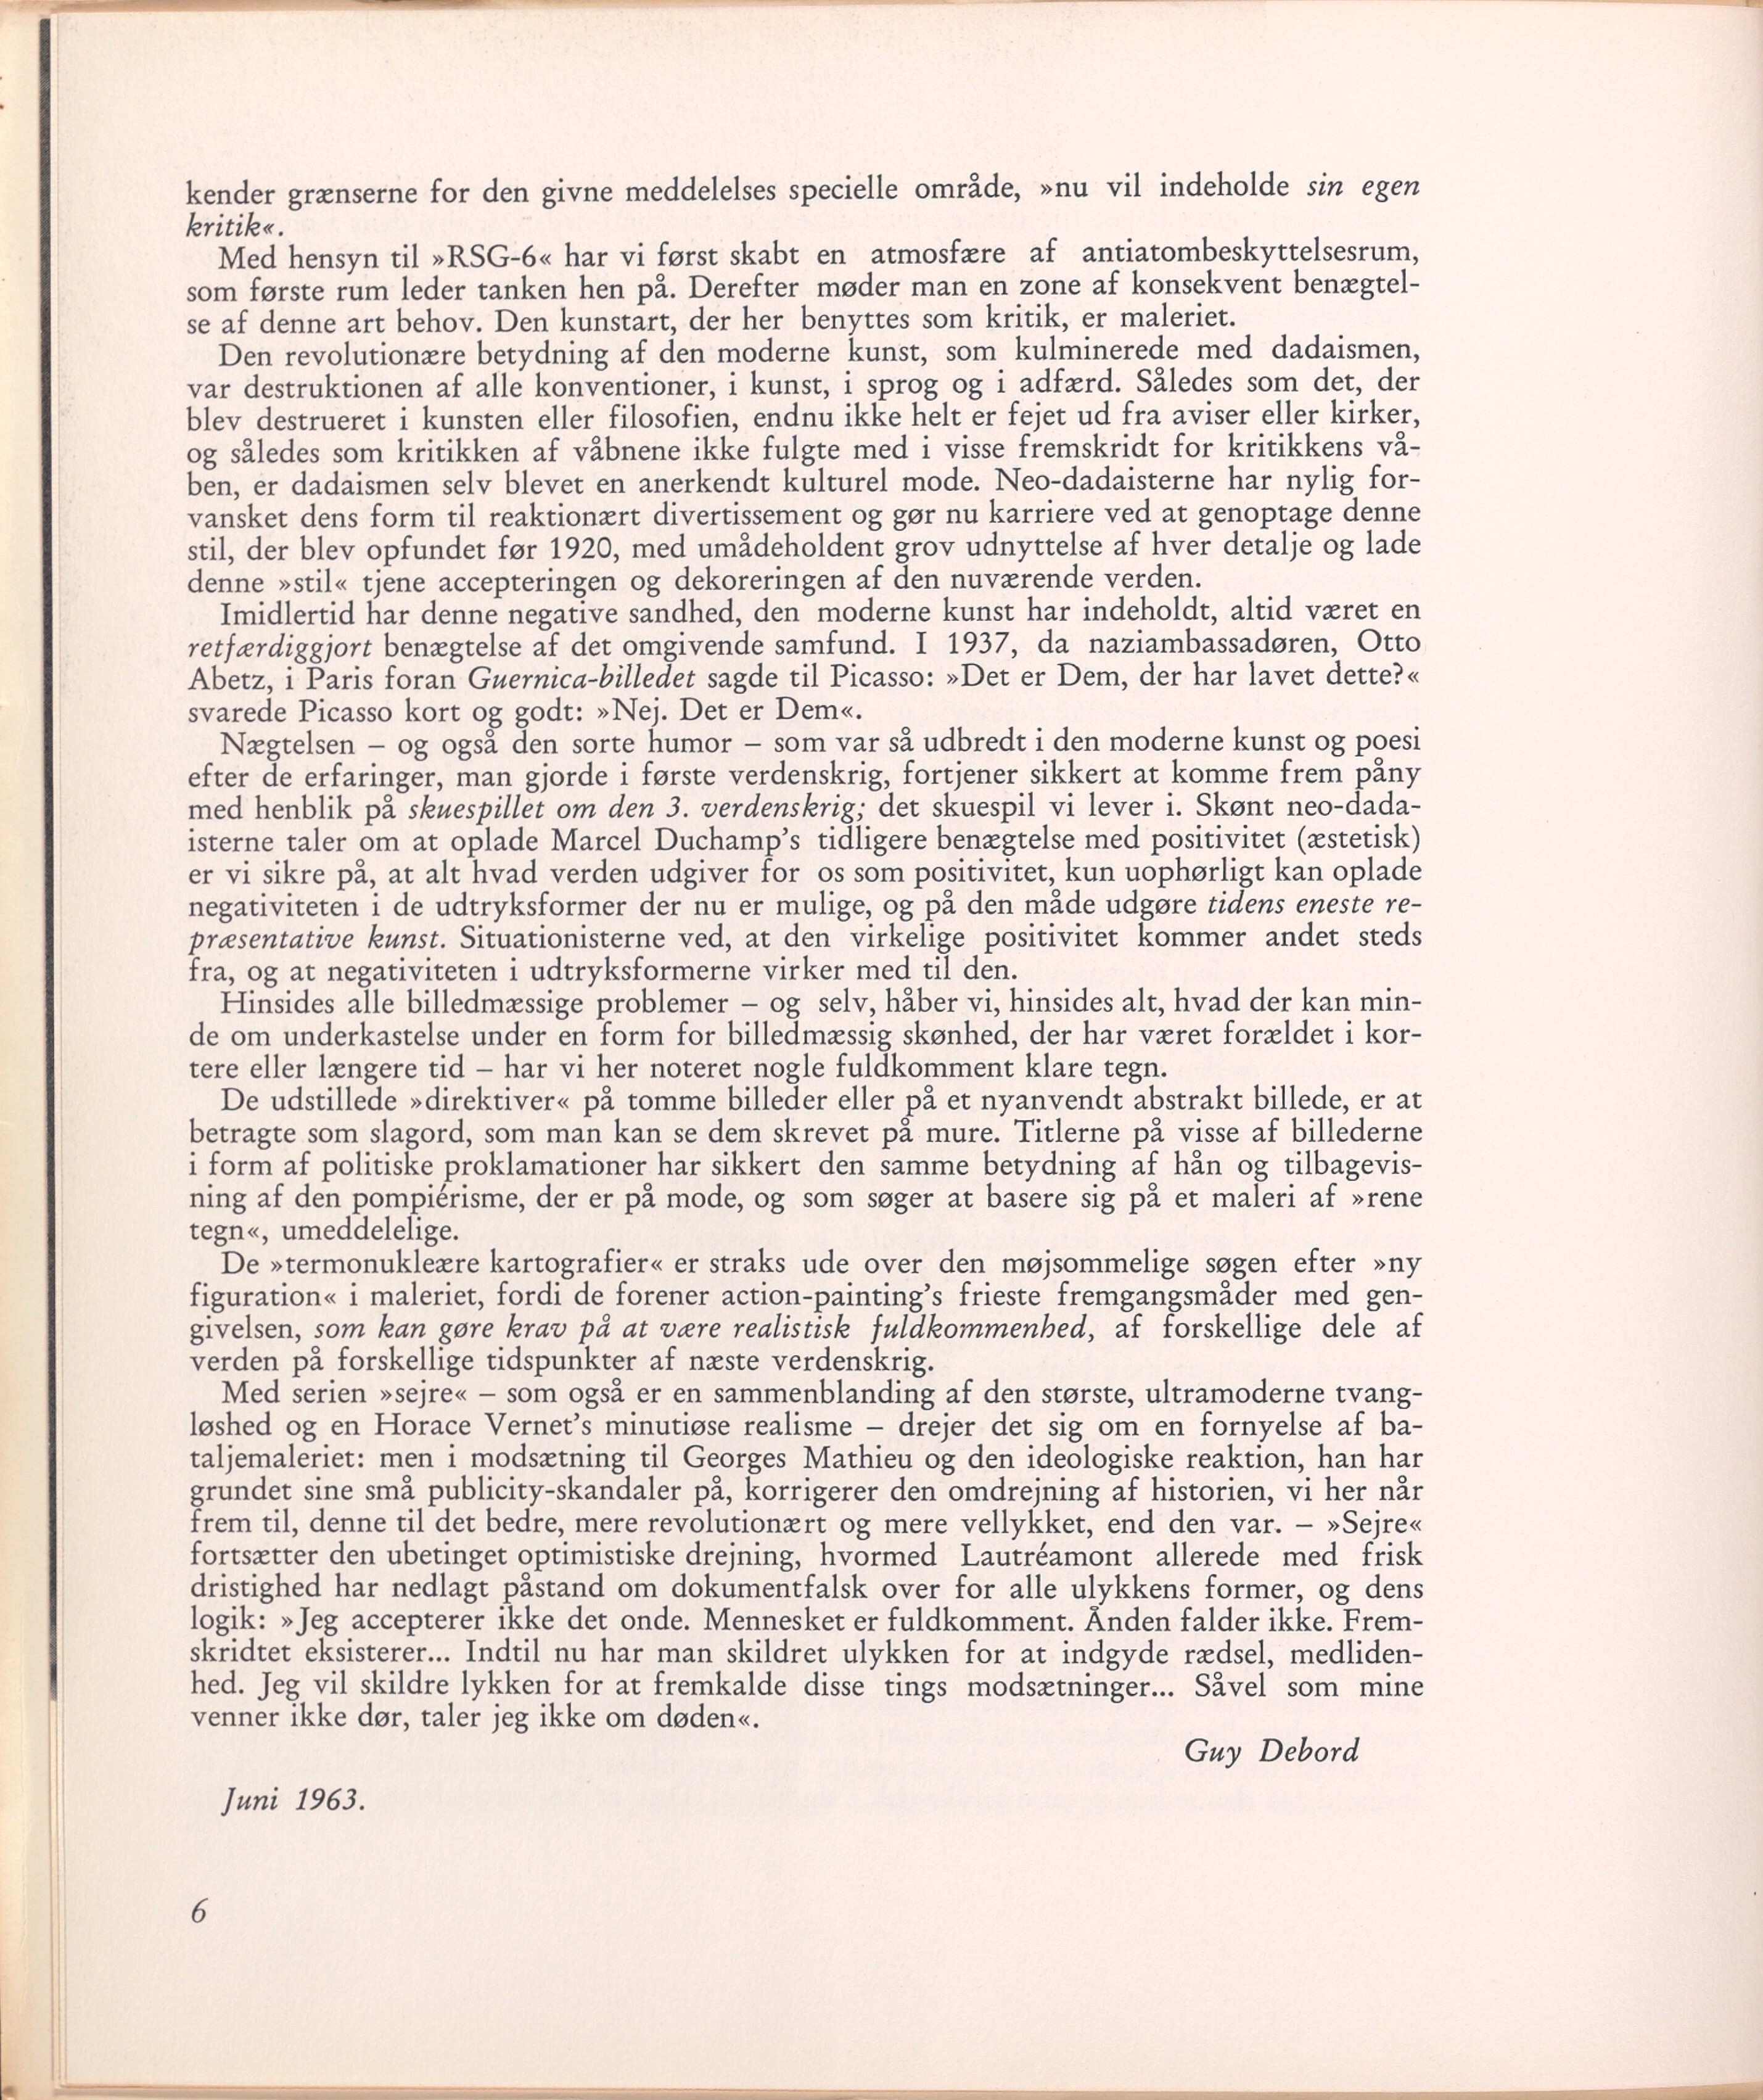 kender grænserne for den givne meddelelses specielle område, »nu vil indeholde sin egen
kritik«.
Med hensyn til »RSG-6« har vi først skabt en atmosfære af antiatombeskyttelsesrum,
som første rum leder tanken hen på. Derefter møder man en zone af konsekvent benægtel-
se af denne art behov. Den kunstart, der her benyttes som kritik, er maleriet.
Den revolutionære betydning af den moderne kunst, som kulminerede med dadaismen,
var destruktionen af alle konventioner, i kunst, i sprog og i adfærd. Således som det, der
blev destrueret i kunsten eller filosofien, endnu ikke helt er fejet ud fra aviser eller kirker,
og således som kritikken af våbnene ikke fulgte med i visse fremskridt for kritikkens vå-
ben, er dadaismen selv blevet en anerkendt kulturel mode. Neo-dadaisterne har nylig for-
vansket dens form til reaktionært divertissement og gør nu karriere ved at genoptage denne
stil, der blev opfundet før 1920, med umådeholdent grov udnyttelse af hver detalje og lade
denne »stil« tjene accepteringen og dekoreringen af den nuværende verden.
Imidlertid har denne negative sandhed, den moderne kunst har indeholdt, altid været en
retfærdiggjort benægtelse af det omgivende samfund. I 1937, da naziambassadøren, Otto
Abetz, i Paris foran Guernica-billedet sagde til Picasso: »Det er Dem, der har lavet dette?«
svarede Picasso kort og godt: »Nej. Det er Dem«.
Nægtelsen – og også den sorte humor – som var så udbredt i den moderne kunst og poesi
efter de erfaringer, man gjorde i første verdenskrig, fortjener sikkert at komme frem påny
med henblik på skuespillet om den 3. verdenskrig; det skuespil vi lever i. Skønt neo-dada-
isterne taler om at oplade Marcel Duchamp's tidligere benægtelse med positivitet (æstetisk)
er vi sikre på, at alt hvad verden udgiver for os som positivitet, kun uophørligt kan oplade
negativiteten i de udtryksformer der nu er mulige, og på den måde udgøre tidens eneste re-
præsentative kunst. Situationisterne ved, at den virkelige positivitet kommer andet steds
fra, og at negativiteten i udtryksformerne virker med til den.
Hinsides alle billedmæssige problemer – og selv, håber vi, hinsides alt, hvad der kan min-
de om underkastelse under en form for billedmæssig skønhed, der har været forældet i kor-
tere eller længere tid – har vi her noteret nogle fuldkomment klare tegn.
De udstillede »direktiver« på tomme billeder eller på et nyanvendt abstrakt billede, er at
betragte som slagord, som man kan se dem skrevet på mure. Titlerne på visse af billederne
i form af politiske proklamationer har sikkert den samme betydning af hån og tilbagevis-
ning af den pompiérisme, der er på mode, og som søger at basere sig på et maleri af »rene
tegn«, umeddelelige.
De »termonukleære kartografier« er straks ude over den møjsommelige søgen efter »ny
figuration« i maleriet, fordi de forener action-painting's frieste fremgangsmåder med gen-
givelsen, som kan gøre krav på at være realistisk fuldkommenhed, af forskellige dele af
verden på forskellige tidspunkter af næste verdenskrig.
Med serien »sejre« – som også er en sammenblanding af den største, ultramoderne tvang-
løshed og en Horace Vernet's minutiøse realisme – drejer det sig om en fornyelse af ba-
taljemaleriet: men i modsætning til Georges Mathieu og den ideologiske reaktion, han har
grundet sine små publicity-skandaler på, korrigerer den omdrejning af historien, vi her når
frem til, denne til det bedre, mere revolutionært og mere vellykket, end den var. – »Sejre«
fortsætter den ubetinget optimistiske drejning, hvormed Lautréamont allerede med frisk
dristighed har nedlagt påstand om dokumentfalsk over for alle ulykkens former, og dens
logik: »Jeg accepterer ikke det onde. Mennesket er fuldkomment. Ånden falder ikke. Frem-
skridtet eksisterer... Indtil nu har man skildret ulykken for at indgyde rædsel, medliden-
hed. Jeg vil skildre lykken for at fremkalde disse tings modsætninger... Såvel som mine
venner ikke dør, taler jeg ikke om døden«.
Guy Debord
Juni 1963.
6